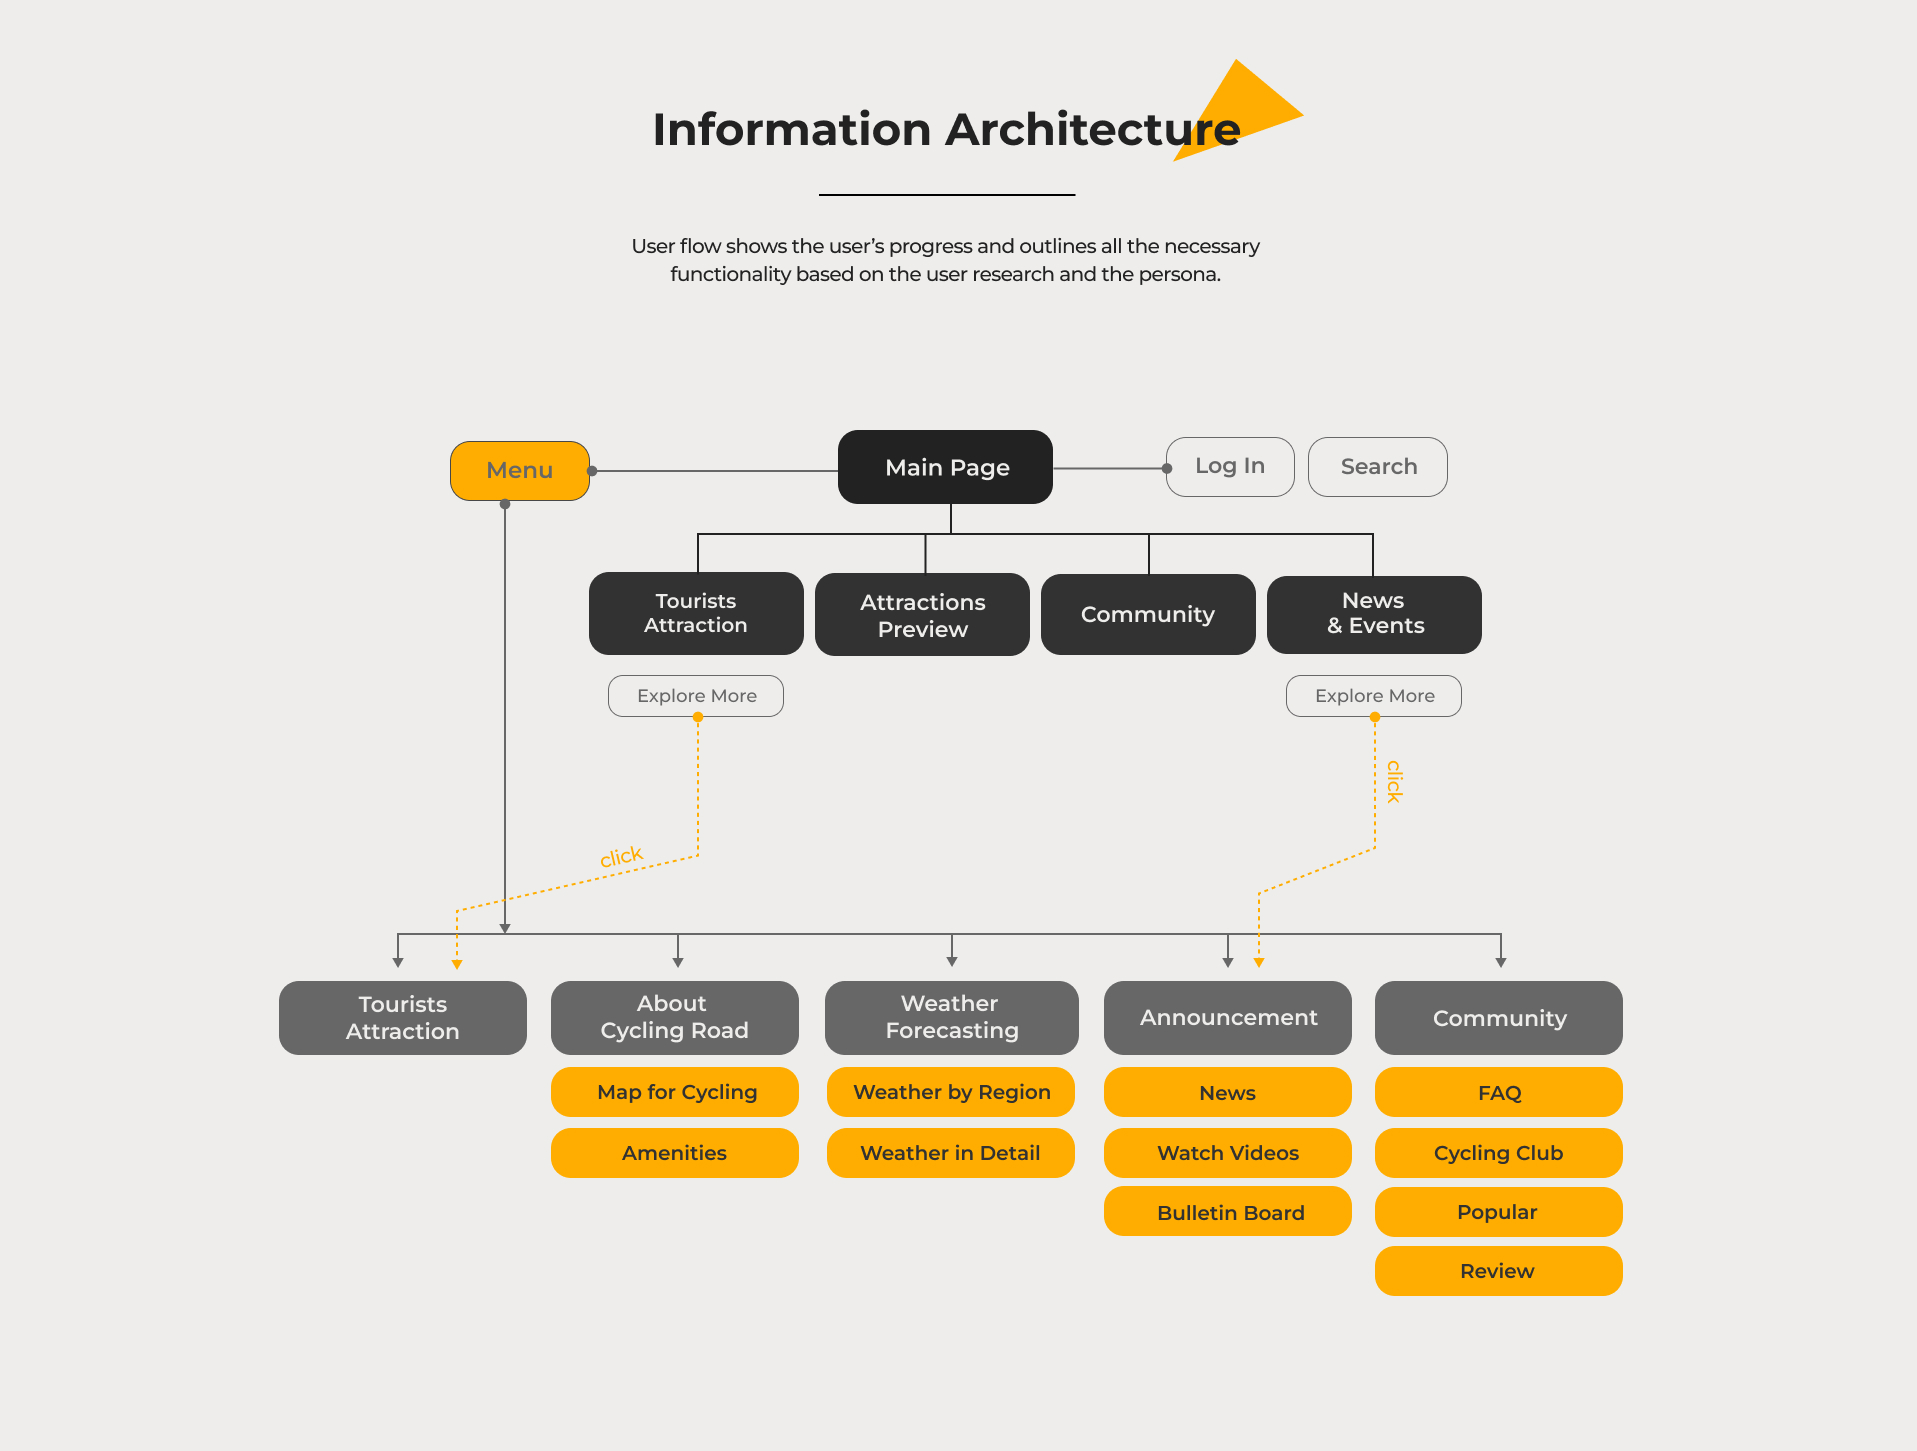 Information Architecture
User flow shows the user’s progress and outlines all the necessary
functionality based on the user research and the persona.
Menu
Main Page
Log In
Search
Tourists
Attraction
Attractions
Preview
Community
News
& Events
Explore More
Explore More
click
click
Tourists
Attraction
About
Cycling Road
Weather
Forecasting
Announcement
Community
Map for Cycling
Weather by Region
News
FAQ
Amenities
Weather in Detail
Watch Videos
Cycling Club
Bulletin Board
Popular
Review